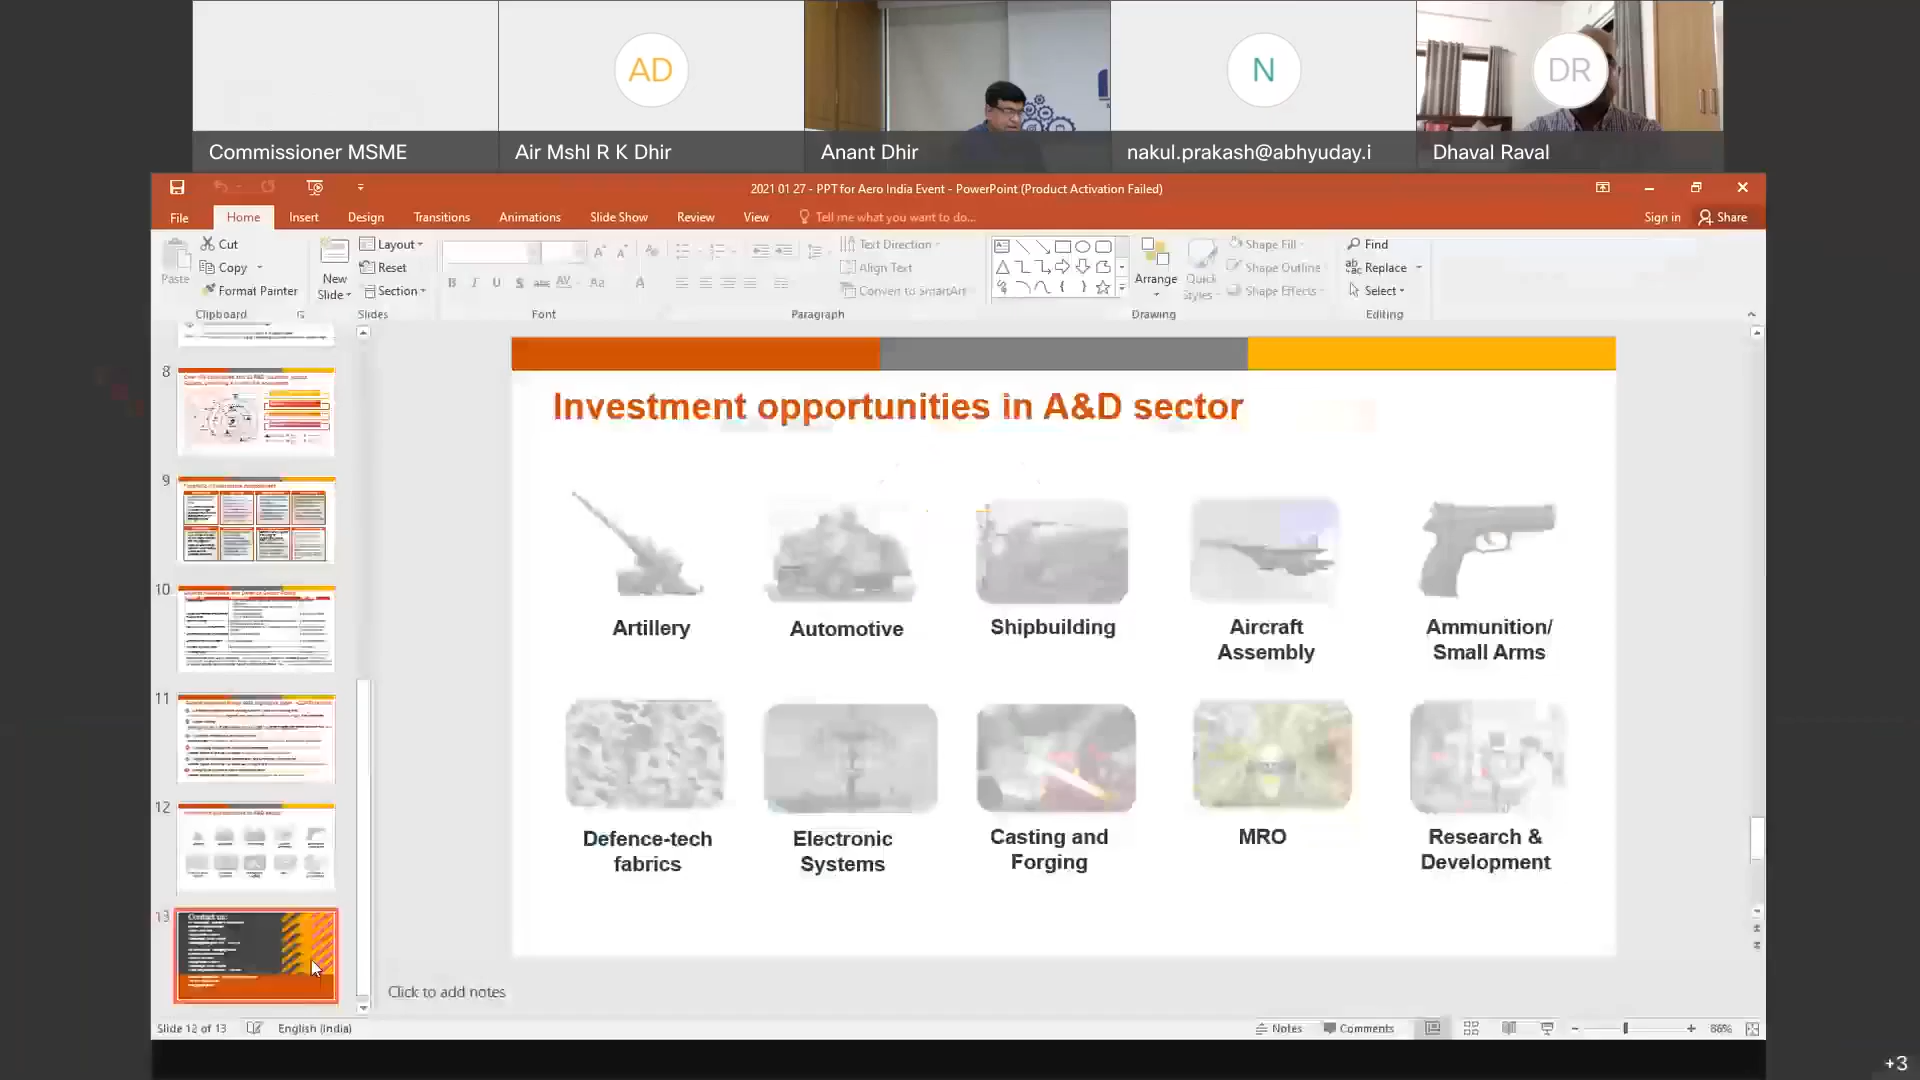 AD
N
DR
Commissioner MSME
Air Mshl R K Dhir
Anant Dhir
nakul.prakash@abhyuday.i
Dhaval Raval
2021 01 27 - PPT for Aero India Event - PowerPoint (Product Activation Failed)
File
Home
Insert
Design
Transitions
Animations
Slide Show
Review
View
Tell me what you want to do...
Sign in
Share
Paste
Cut
Copy
Format Painter
Clipboard
New
Slide
Layout
Reset
Section
Slides
B I U S abc AV Aa A
Font
Text Direction
Align Text
Convert to SmartArt
Paragraph
Arrange
Quick
Styles
Shape Fill
Shape Outline
Shape Effects
Drawing
Find
Replace
Select
Editing
8
9
10
11
12
13
Contact us:
Investment opportunities in A&D sector
Artillery
Automotive
Shipbuilding
Aircraft
Assembly
Ammunition/
Small Arms
Defence-tech
fabrics
Electronic
Systems
Casting and
Forging
MRO
Research &
Development
Click to add notes
Slide 12 of 13
English (India)
Notes
Comments
86%
+3